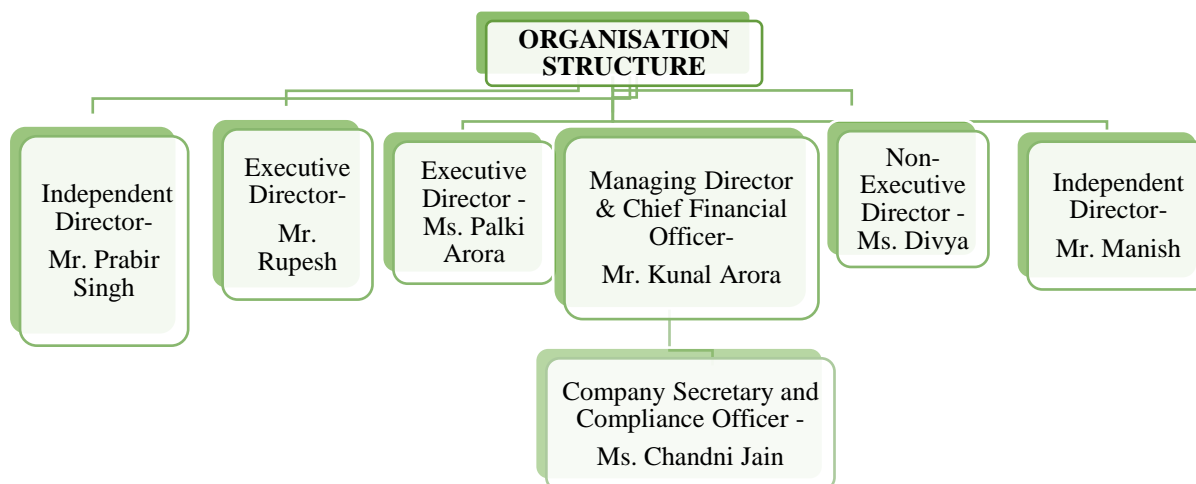 ORGANISATION
STRUCTURE
Independent
Director-
Mr. Prabir
Singh
Executive
Director-
Mr.
Rupesh
Executive
Director -
Ms. Palki
Arora
Managing Director
& Chief Financial
Officer-
Mr. Kunal Arora
Non-
Executive
Director -
Ms. Divya
Independent
Director-
Mr. Manish
Company Secretary and
Compliance Officer -
Ms. Chandni Jain